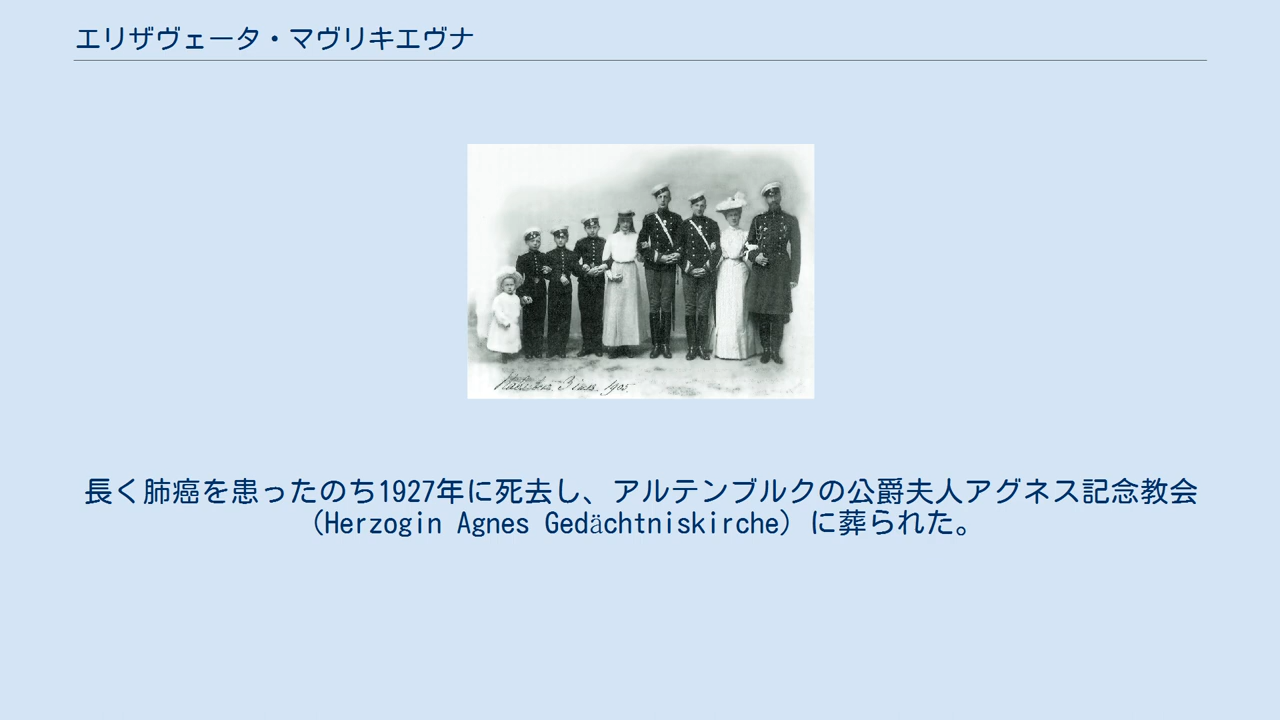 エリザヴェータ・マヴリキエヴナ
1905.
長く肺癌を患ったのち1927年に死去し、アルテンブルクの公爵夫人アグネス記念教会
（Herzogin Agnes Gedächtniskirche）に葬られた。